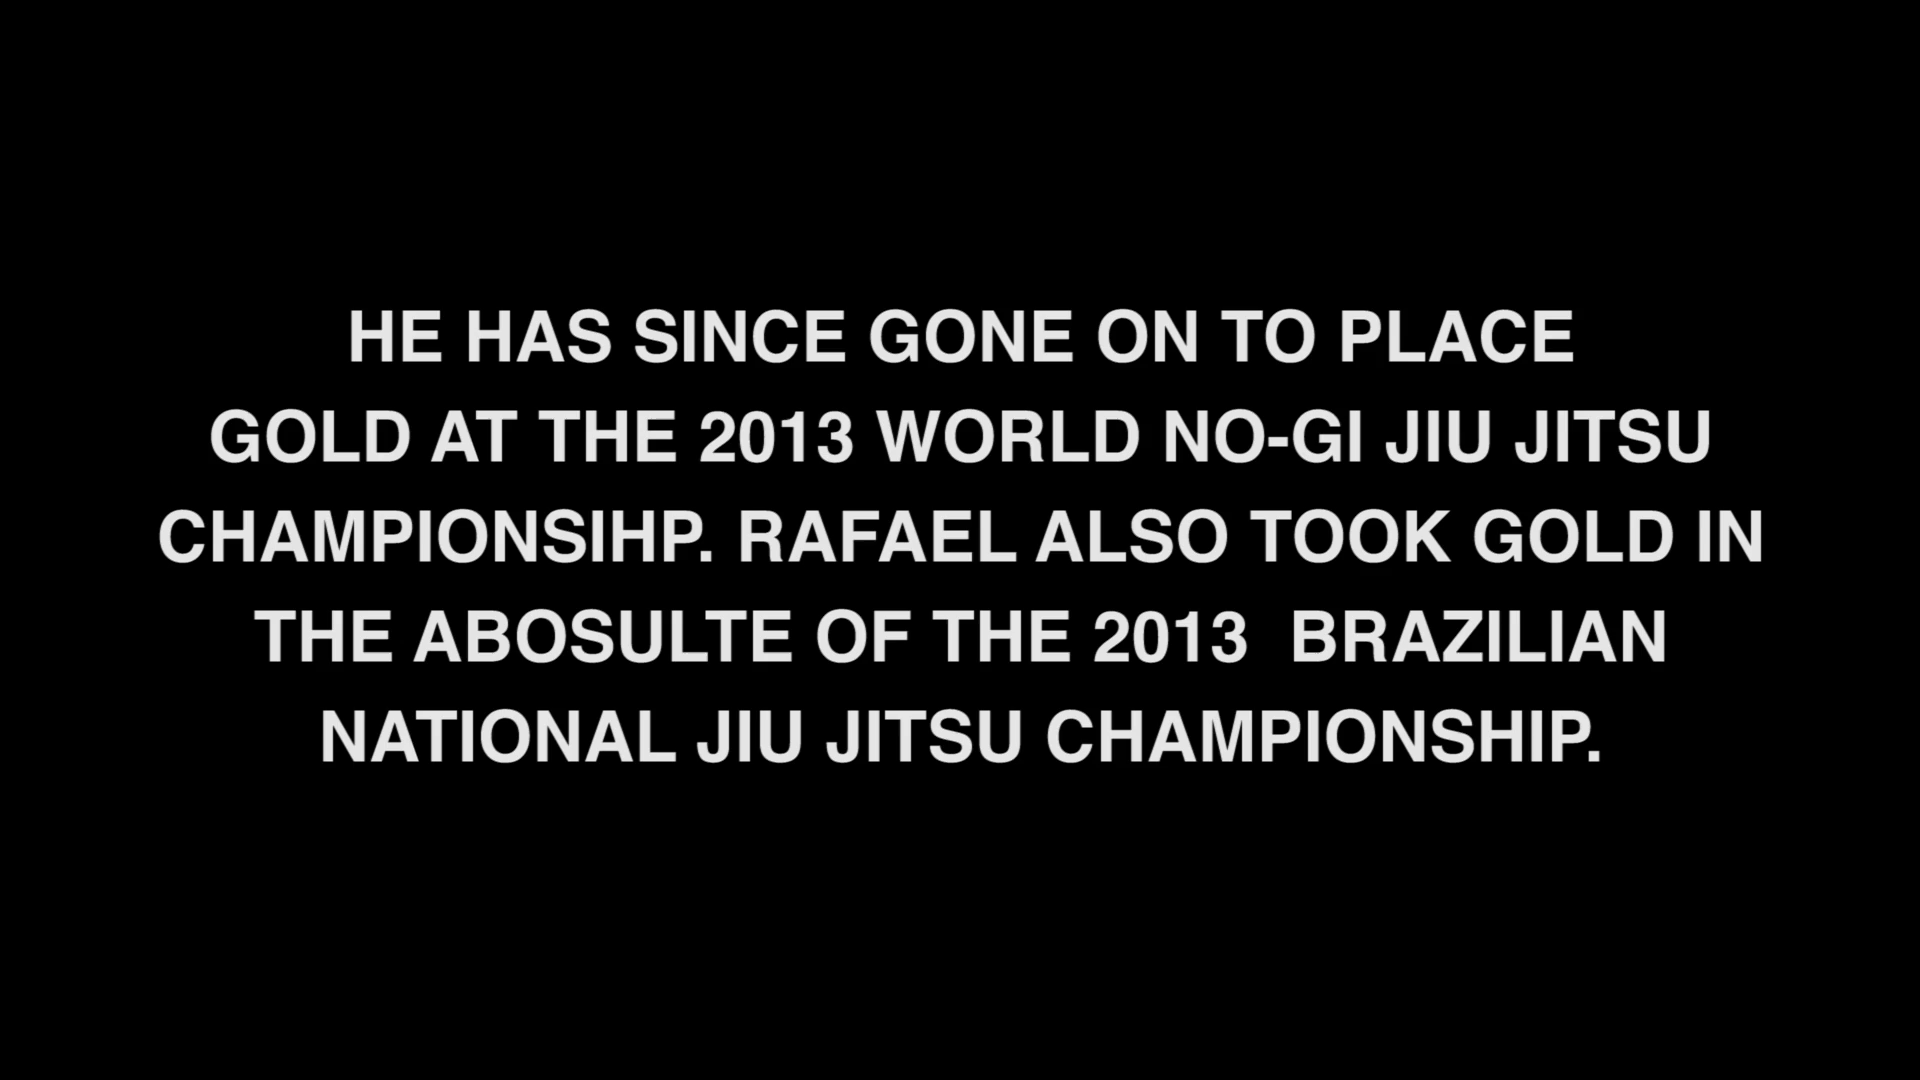 HE HAS SINCE GONE ON TO PLACE
GOLD AT THE 2013 WORLD NO-GI JIU JITSU
CHAMPIONSIHP. RAFAEL ALSO TOOK GOLD IN
THE ABOSULTE OF THE 2013  BRAZILIAN
NATIONAL JIU JITSU CHAMPIONSHIP.